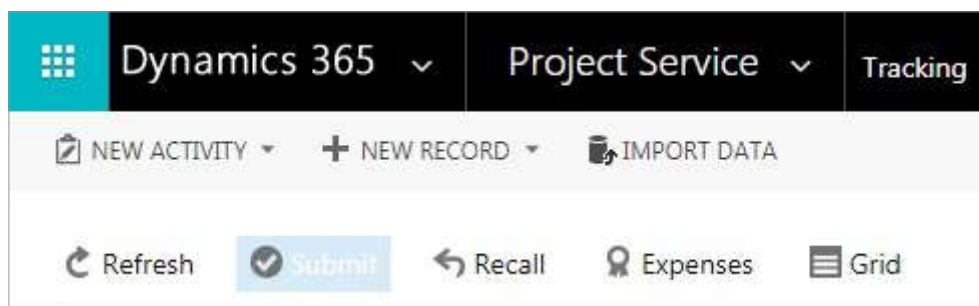 Dynamics 365 Project Service Tracking
NEW ACTIVITY NEW RECORD IMPORT DATA
Refresh Submit Recall Expenses Grid